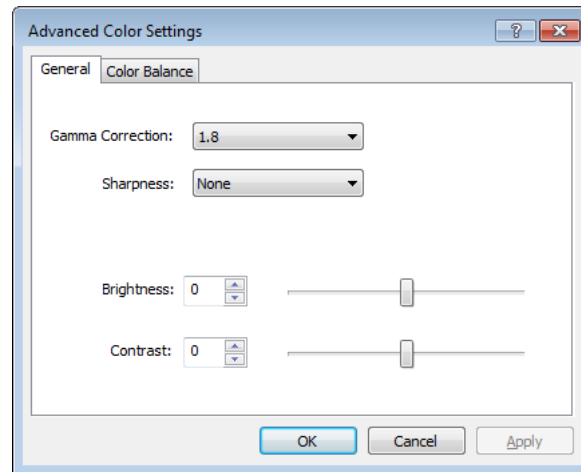 Advanced Color Settings
General Color Balance
Gamma Correction: 1.8
Sharpness: None
Brightness: 0
Contrast: 0
OK Cancel Apply